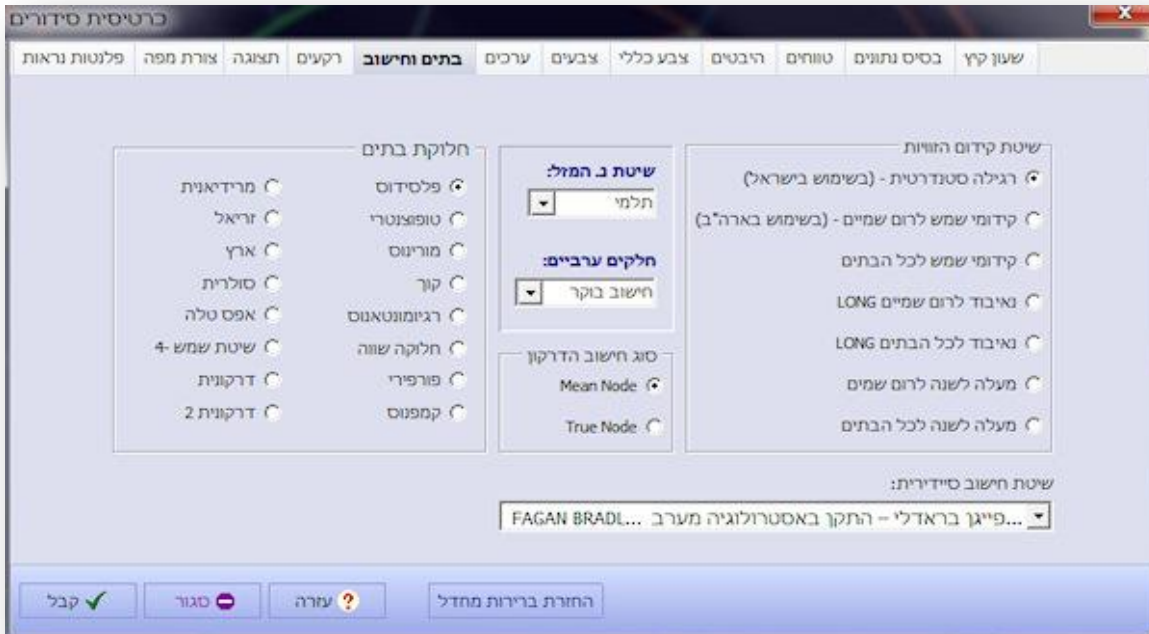 כרטיסית סידורים
שעון קיץ
בסיס נתונים
טווחים
היבטים
צבע כללי
צבעים
ערכים
בתים וחישוב
רקעים
תצוגה
צורת מפה
פלנטות נראות
שיטת קידום הזוויות
רגילה סטנדרטית - (בשימוש בישראל)
קידומי שמש לרום שמיים - (בשימוש בארה"ב)
קידומי שמש לכל הבתים
נאיבוד לרום שמיים LONG
נאיבוד לכל הבתים LONG
מעלה לשנה לרום שמים
מעלה לשנה לכל הבתים
שיטת נ. המזל:
תלמי
חלקים ערביים:
חישוב בוקר
סוג חישוב הדרקון
Mean Node
True Node
חלוקת בתים
פלסידוס
טופוצנטרי
מורינוס
קוך
רגיומונטאנוס
חלוקה שווה
פורפירי
קמפנוס
מרידיאנית
זריאל
ארץ
סולרית
אפס טלה
שיטת שמש -4
דרקונית
דרקונית 2
שיטת חישוב סיידירית:
...פייגן בראדלי – התקן באסטרולוגיה מערב ...FAGAN BRADL
החזרת ברירות מחדל
עזרה
סגור
קבל